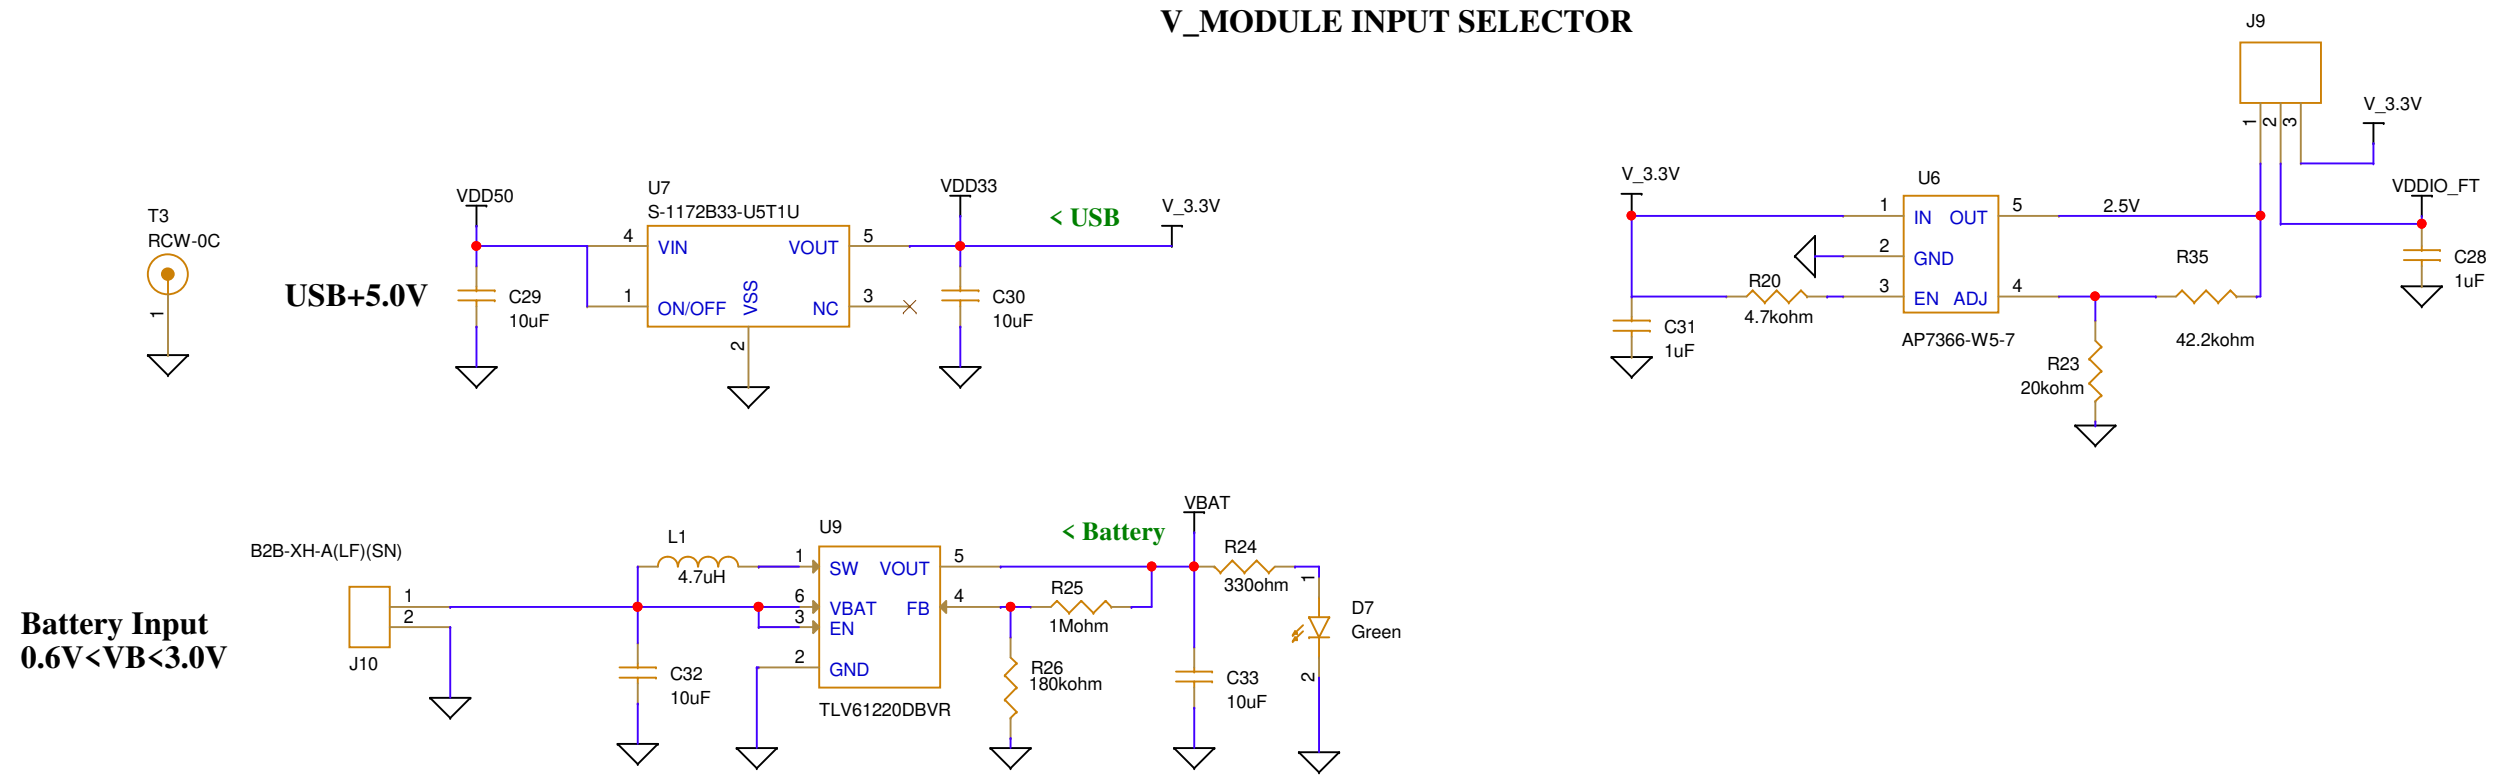 V_MODULE INPUT SELECTOR
T3
RCW-0C
1
USB+5.0V
VDD50
C29
10uF
U7
S-1172B33-U5T1U
4
VIN
1
ON/OFF
VSS
2
VOUT
5
NC
3
VDD33
C30
10uF
< USB
V_3.3V
V_3.3V
C31
1uF
R20
4.7kohm
U6
1
IN
OUT
5
2
GND
3
EN
ADJ
4
AP7366-W5-7
2.5V
R35
42.2kohm
R23
20kohm
J9
1
2
3
V_3.3V
VDDIO_FT
C28
1uF
Battery Input
0.6V<VB<3.0V
B2B-XH-A(LF)(SN)
1
2
J10
L1
4.7uH
C32
10uF
U9
1
SW
VOUT
5
6
VBAT
FB
4
3
EN
2
GND
TLV61220DBVR
< Battery
R25
1Mohm
R26
180kohm
VBAT
R24
330ohm
C33
10uF
1
D7
Green
2